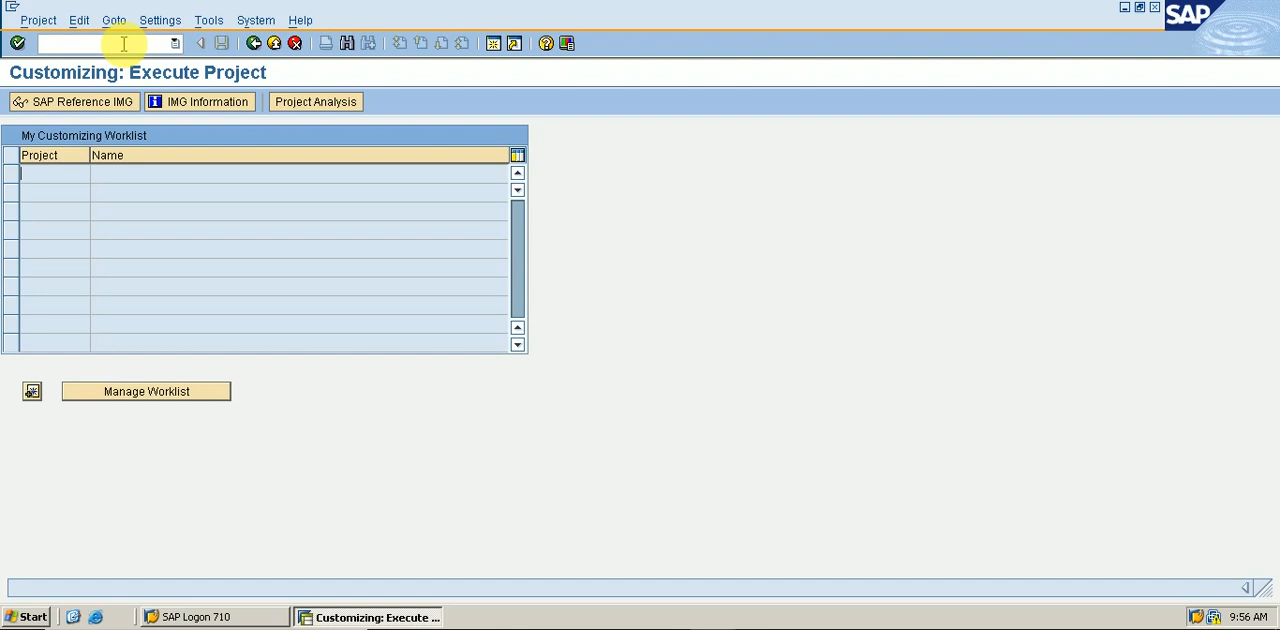 Project Edit Goto Settings Tools System Help
SAP
Customizing: Execute Project
SAP Reference IMG IMG Information Project Analysis
My Customizing Worklist
Project Name
Manage Worklist
Start SAP Logon 710 Customizing: Execute ... 9:56 AM